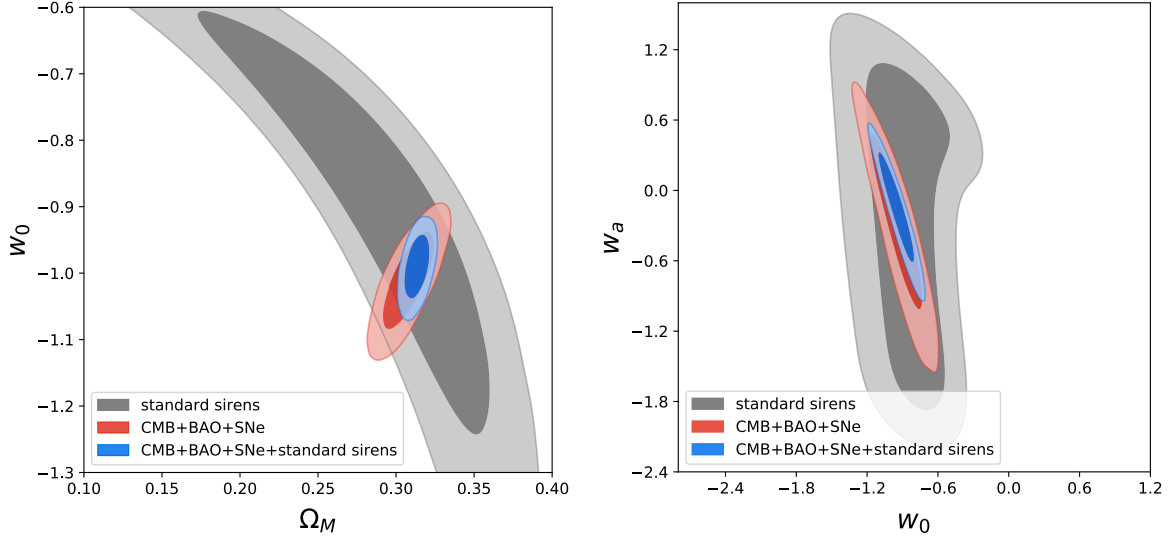 −0.6
−0.7
−0.8
−0.9
−1.0
−1.1
−1.2
−1.3
w₀
0.10 0.15 0.20 0.25 0.30 0.35 0.40
Ω_M
standard sirens
CMB+BAO+SNe
CMB+BAO+SNe+standard sirens
1.2
0.6
0.0
−0.6
−1.2
−1.8
−2.4
w_a
−2.4 −1.8 −1.2 −0.6 0.0 0.6 1.2
w₀
standard sirens
CMB+BAO+SNe
CMB+BAO+SNe+standard sirens